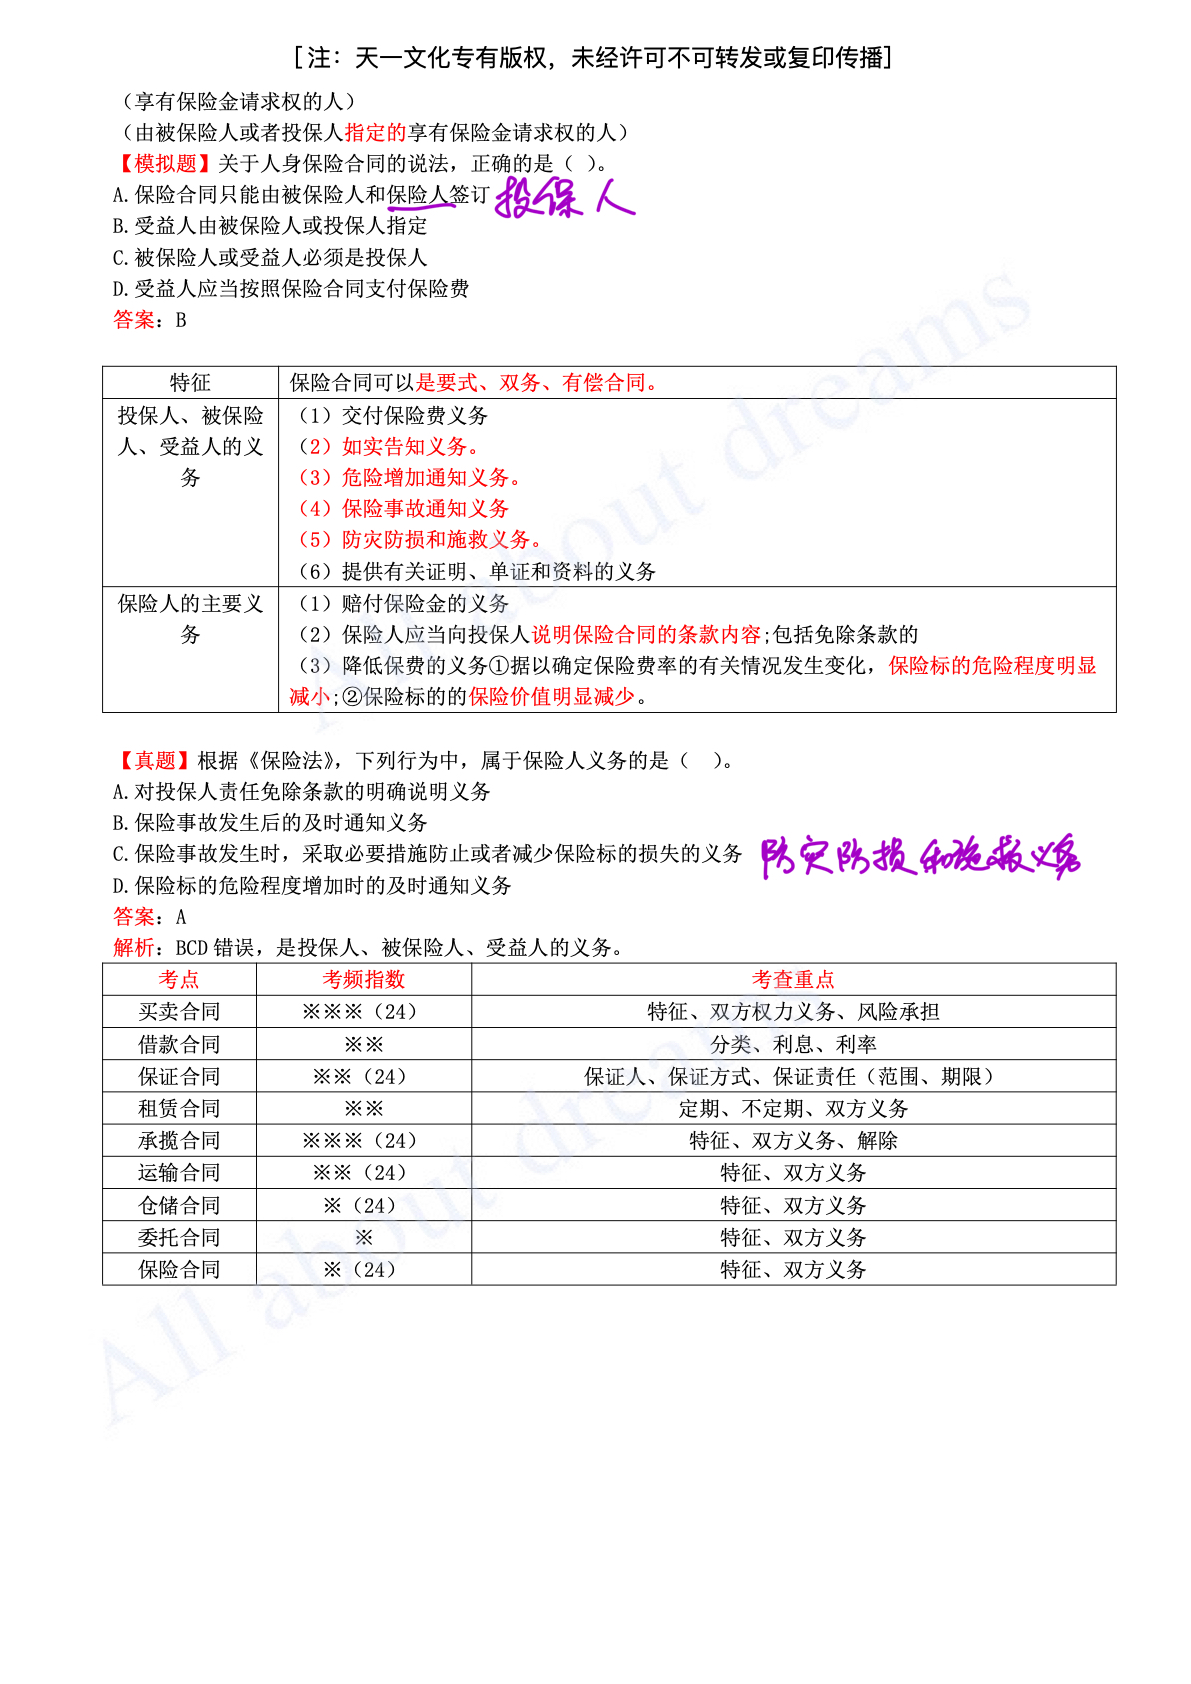 [注：天一文化专有版权，未经许可不可转发或复印传播]
（享有保险金请求权的人）
（由被保险人或者投保人指定的享有保险金请求权的人）
【模拟题】关于人身保险合同的说法，正确的是（ ）。
A.保险合同只能由被保险人和保险人签订 投保人
B.受益人由被保险人或投保人指定
C.被保险人或受益人必须是投保人
D.受益人应当按照保险合同支付保险费
答案：B
特征 保险合同可以是要式、双务、有偿合同。
投保人、被保险人、受益人的义务
（1）交付保险费义务
（2）如实告知义务。
（3）危险增加通知义务。
（4）保险事故通知义务
（5）防灾防损和施救义务。
（6）提供有关证明、单证和资料的义务
保险人的主要义务
（1）赔付保险金的义务
（2）保险人应当向投保人说明保险合同的条款内容;包括免除条款的
（3）降低保费的义务①据以确定保险费率的有关情况发生变化，保险标的危险程度明显
减小;②保险标的的保险价值明显减少。
【真题】根据《保险法》，下列行为中，属于保险人义务的是（ ）。
A.对投保人责任免除条款的明确说明义务
B.保险事故发生后的及时通知义务
C.保险事故发生时，采取必要措施防止或者减少保险标的损失的义务 防灾防损和施救义务
D.保险标的危险程度增加时的及时通知义务
答案：A
解析：BCD 错误，是投保人、被保险人、受益人的义务。
考点 考频指数 考查重点
买卖合同 ※※※（24） 特征、双方权力义务、风险承担
借款合同 ※※ 分类、利息、利率
保证合同 ※※（24） 保证人、保证方式、保证责任（范围、期限）
租赁合同 ※※ 定期、不定期、双方义务
承揽合同 ※※※（24） 特征、双方义务、解除
运输合同 ※※（24） 特征、双方义务
仓储合同 ※（24） 特征、双方义务
委托合同 ※ 特征、双方义务
保险合同 ※（24） 特征、双方义务
All about dreams
All about dreams